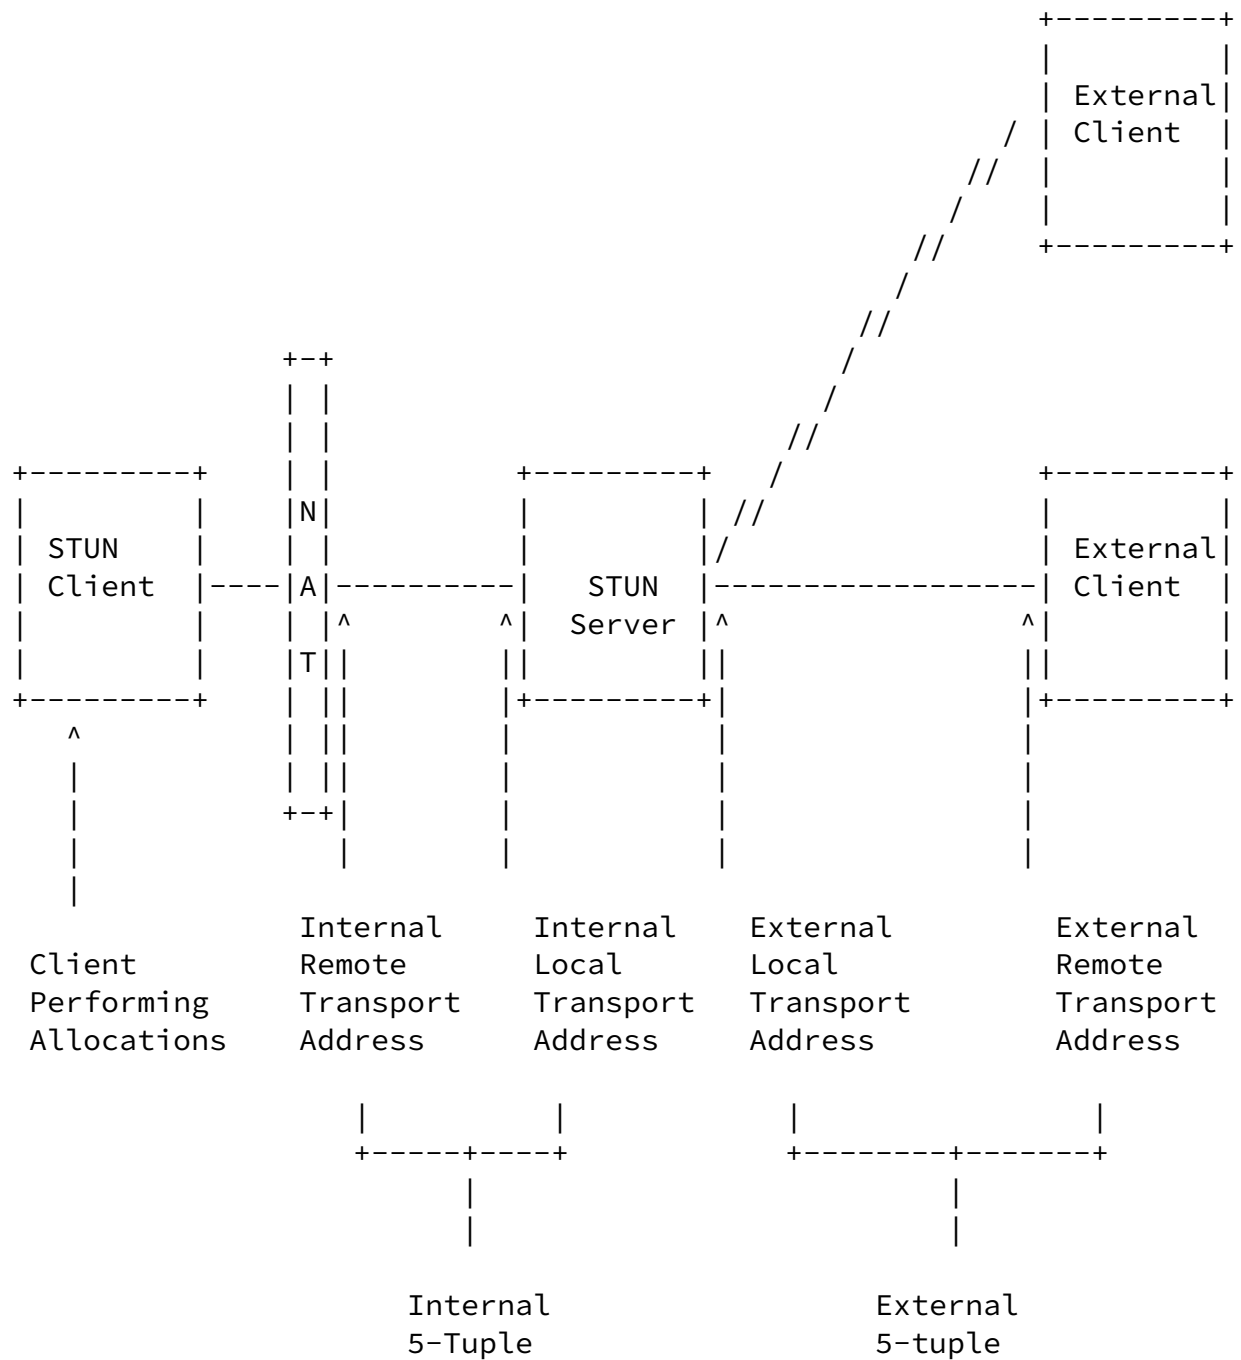 External
Client
N
STUN
External
Client
A
STUN
Client
Server
T
Internal
Internal
External
External
Client
Remote
Local
Local
Remote
Performing
Transport
Transport
Transport
Transport
Allocations
Address
Address
Address
Address
Internal
External
5-Tuple
5-tuple